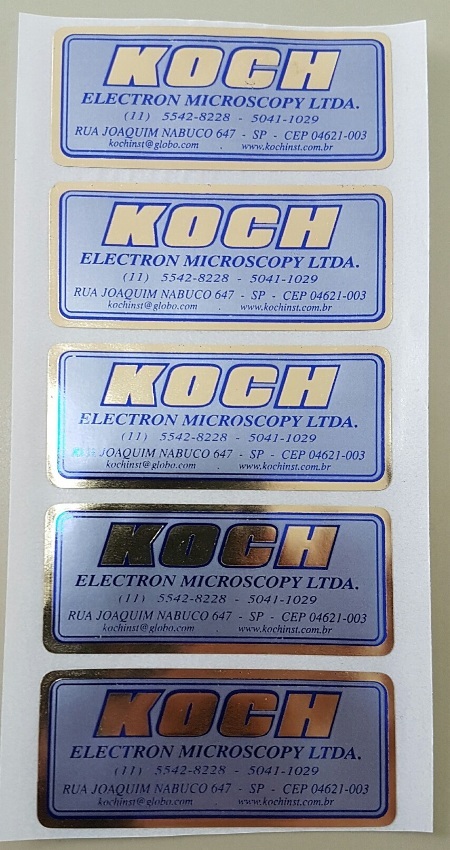 KOCH
ELECTRON MICROSCOPY LTDA.
(11) 5542-8228 - 5041-1029
RUA JOAQUIM NABUCO 647 - SP - CEP 04621-003
kochinst@globo.com . www.kochinst.com.br
KOCH
ELECTRON MICROSCOPY LTDA.
(11) 5542-8228 - 5041-1029
RUA JOAQUIM NABUCO 647 - SP - CEP 04621-003
kochinst@globo.com . www.kochinst.com.br
KOCH
ELECTRON MICROSCOPY LTDA.
(11) 5542-8228 - 5041-1029
RUA JOAQUIM NABUCO 647 - SP - CEP 04621-003
kochinst@globo.com . www.kochinst.com.br
KOCH
ELECTRON MICROSCOPY LTDA.
(11) 5542-8228 - 5041-1029
RUA JOAQUIM NABUCO 647 - SP - CEP 04621-003
kochinst@globo.com . www.kochinst.com.br
KOCH
ELECTRON MICROSCOPY LTDA.
(11) 5542-8228 - 5041-1029
RUA JOAQUIM NABUCO 647 - SP - CEP 04621-003
kochinst@globo.com . www.kochinst.com.br